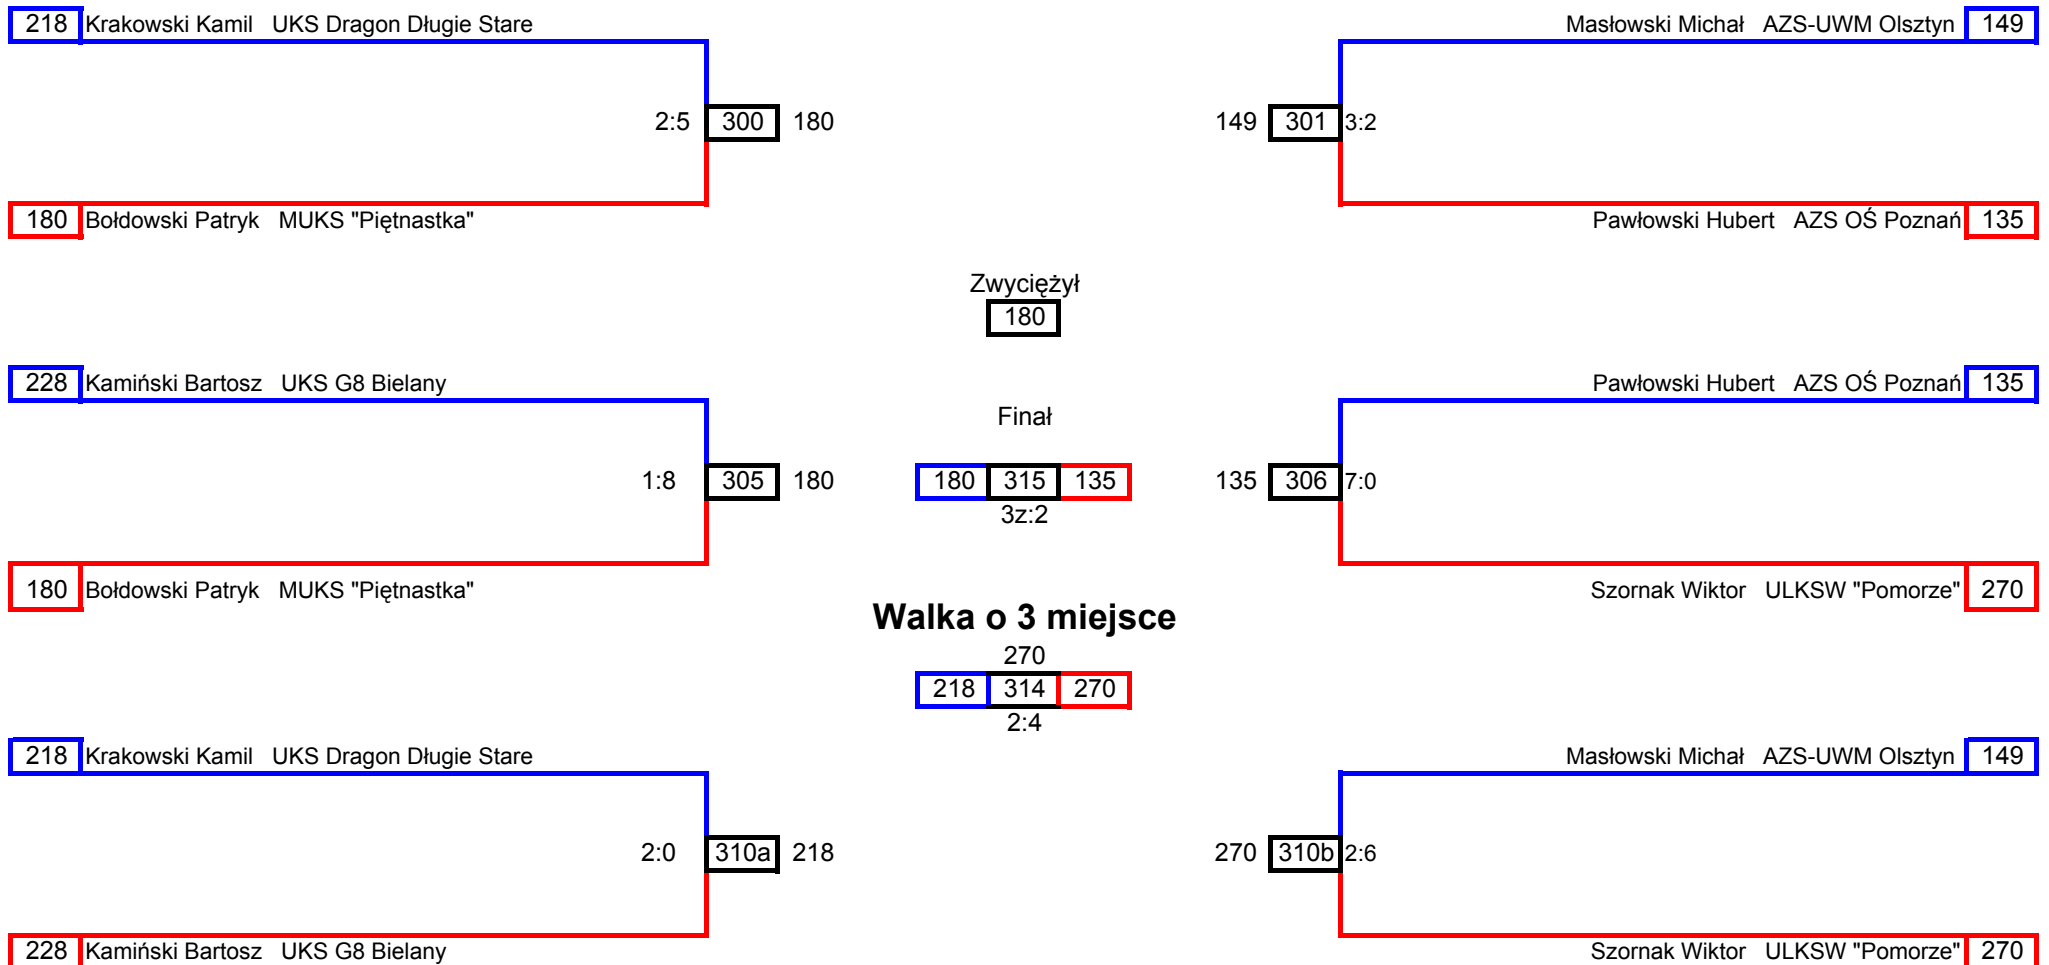 218 Krakowski Kamil UKS Dragon Długie Stare Masłowski Michał AZS-UWM Olsztyn 149
2:5 300 180 149 301 3:2
180 Bołdowski Patryk MUKS "Piętnastka" Pawłowski Hubert AZS OŚ Poznań 135
Zwyciężył
180
228 Kamiński Bartosz UKS G8 Bielany Pawłowski Hubert AZS OŚ Poznań 135
Finał
1:8 305 180 180 315 135 135 306 7:0
3z:2
180 Bołdowski Patryk MUKS "Piętnastka" Szornak Wiktor ULKSW "Pomorze" 270
Walka o 3 miejsce
270
218 314 270
2:4
218 Krakowski Kamil UKS Dragon Długie Stare Masłowski Michał AZS-UWM Olsztyn 149
2:0 310a 218 270 310b 2:6
228 Kamiński Bartosz UKS G8 Bielany Szornak Wiktor ULKSW "Pomorze" 270